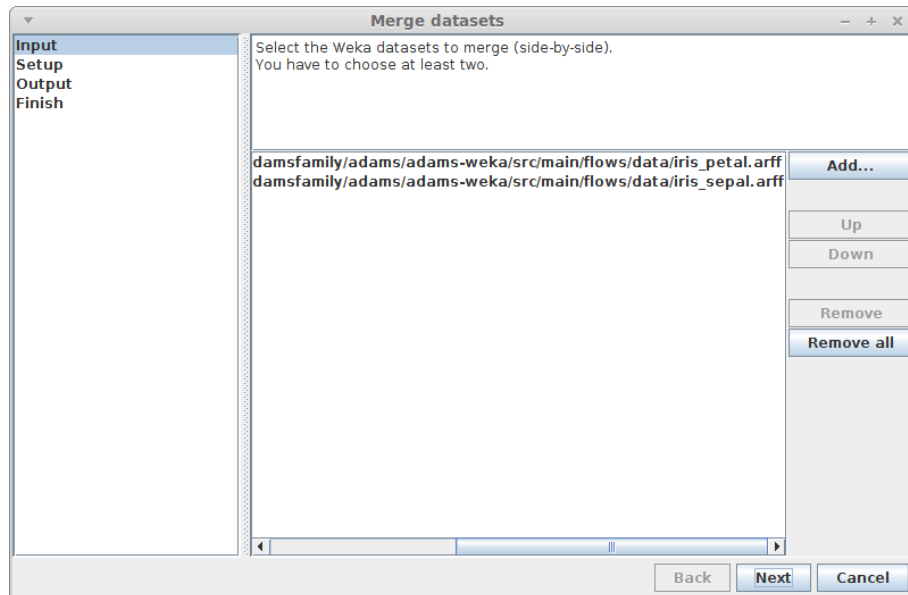 Merge datasets
Input
Setup
Output
Finish
Select the Weka datasets to merge (side-by-side).
You have to choose at least two.
damsfamily/adams/adams-weka/src/main/flows/data/iris_petal.arff
damsfamily/adams/adams-weka/src/main/flows/data/iris_sepal.arff
Add...
Up
Down
Remove
Remove all
Back
Next
Cancel